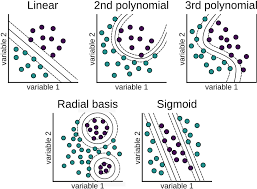 Linear
2nd polynomial
3rd polynomial
variable 2
variable 1
variable 2
variable 1
variable 2
variable 1
Radial basis
Sigmoid
variable 2
variable 1
variable 2
variable 1